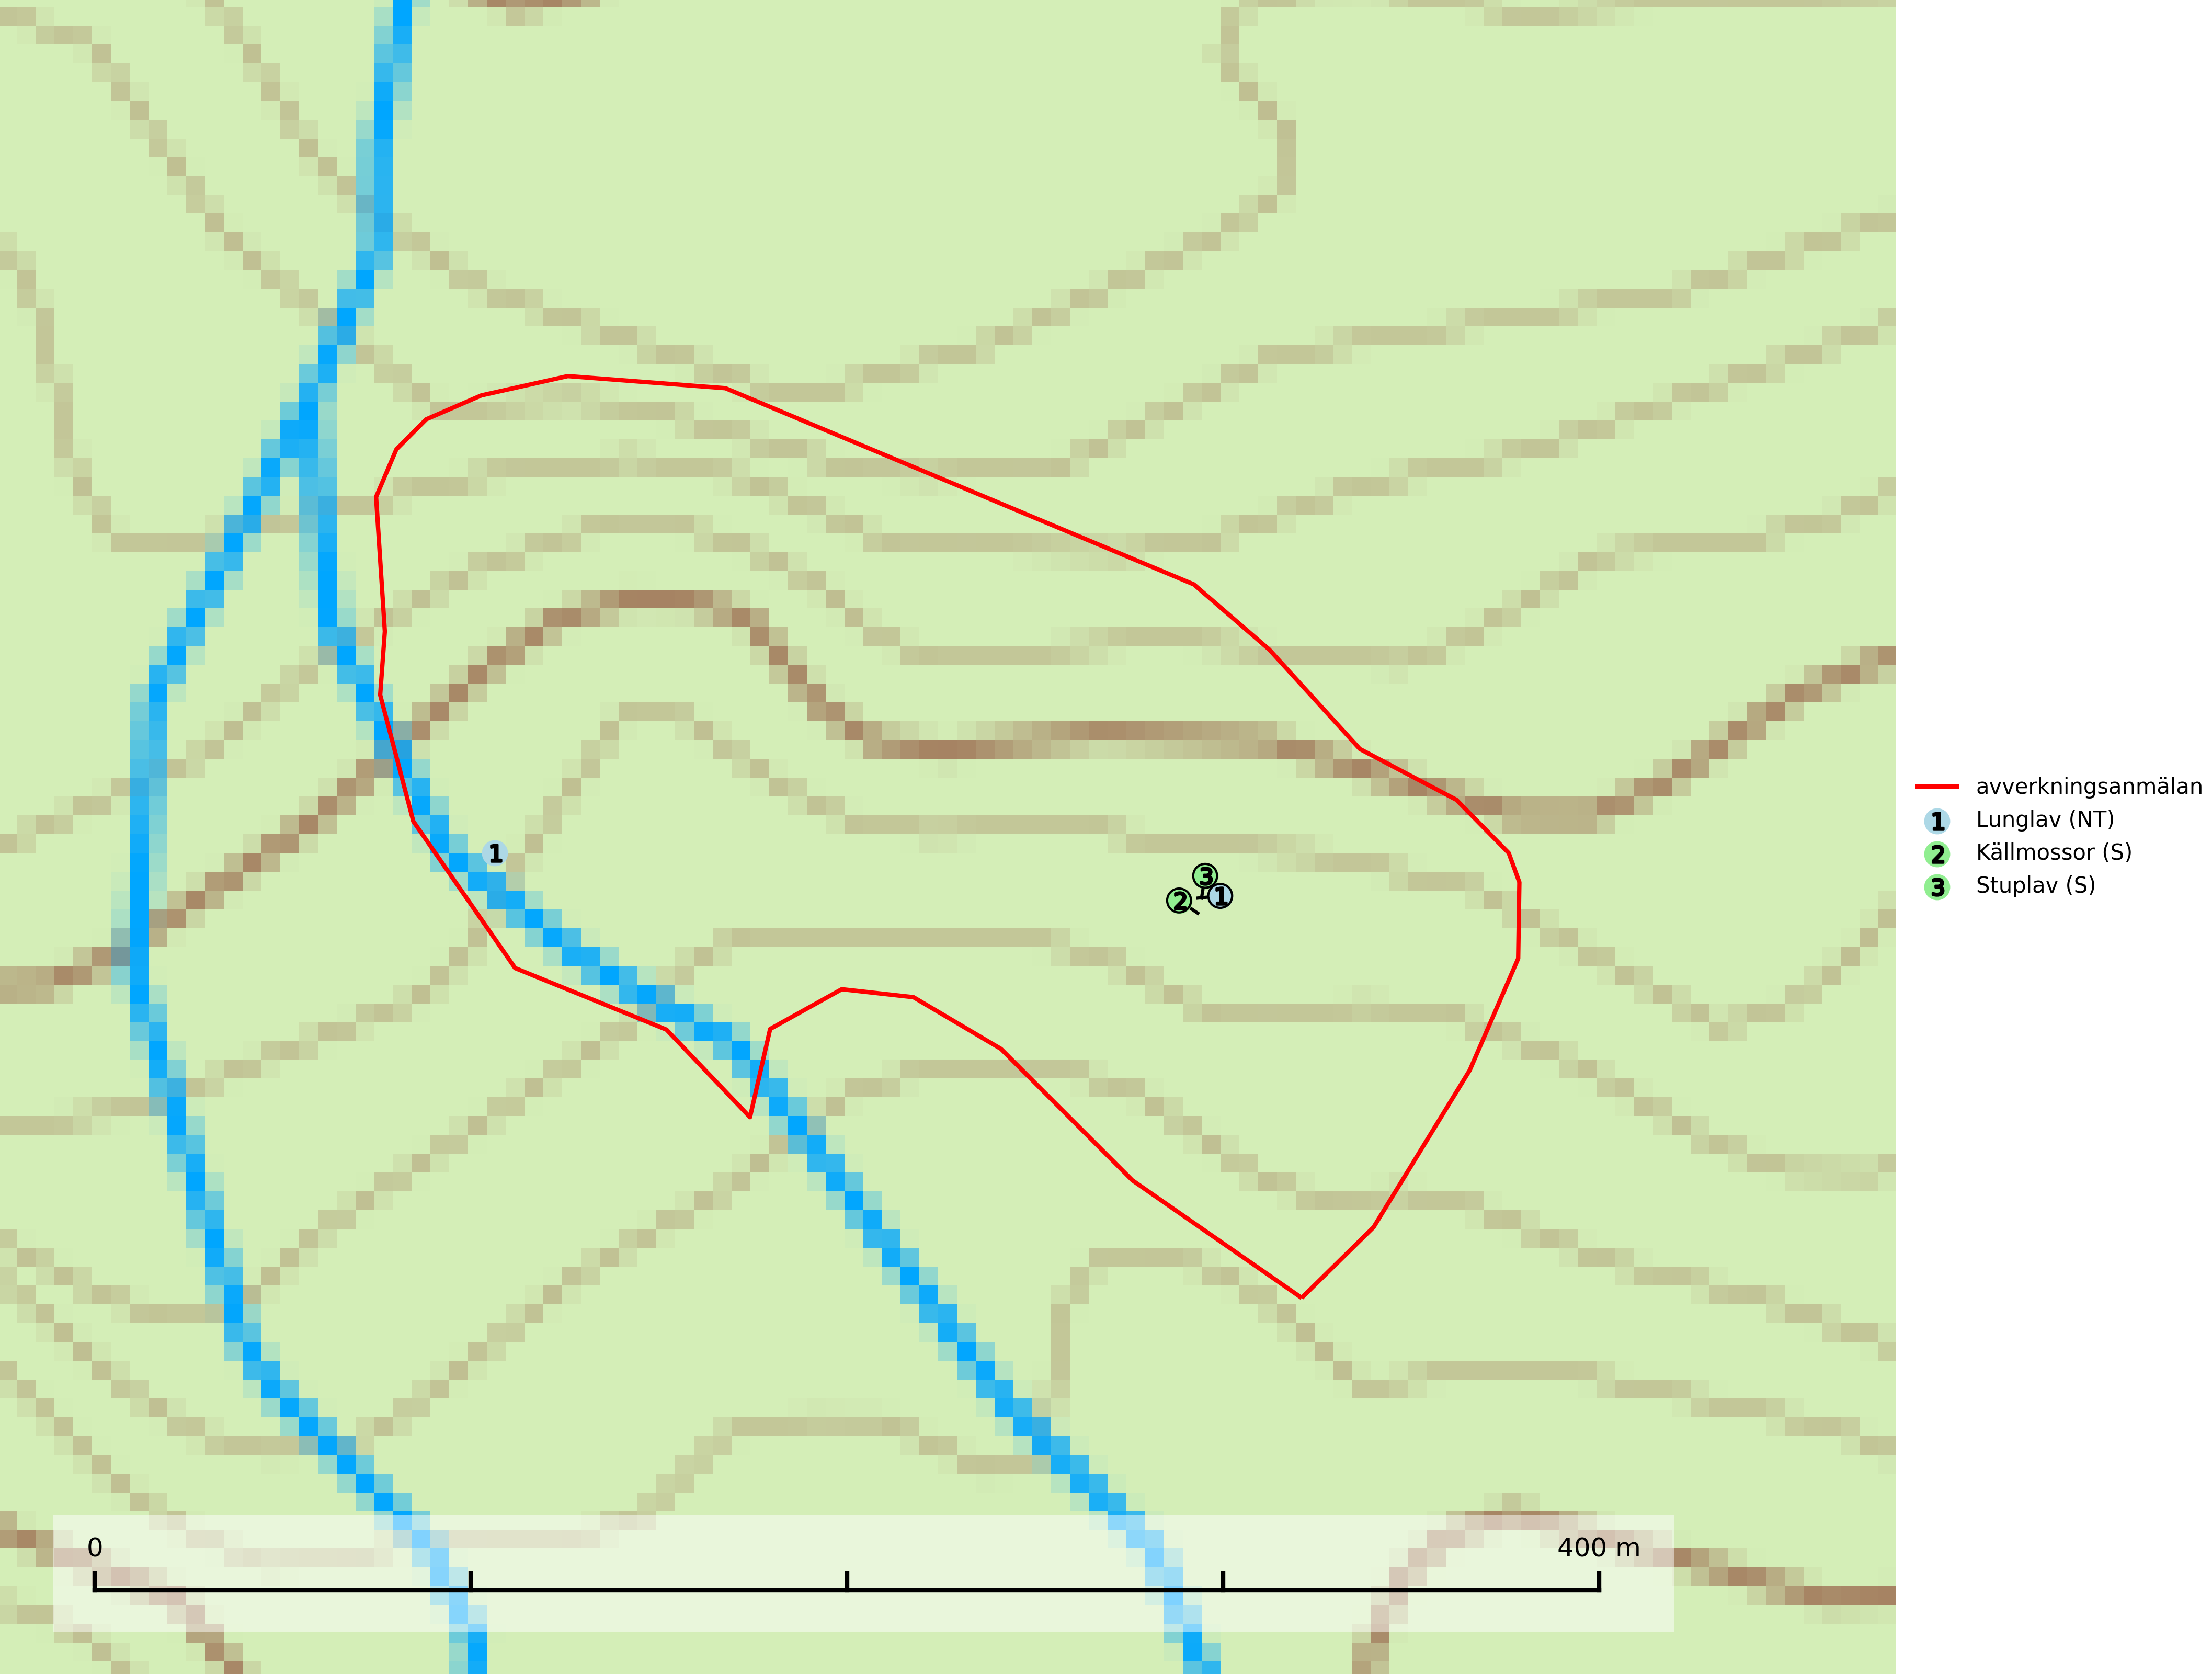 1
3
2 1
avverkningsanmälan
1 Lunglav (NT)
2 Källmossor (S)
3 Stuplav (S)
0 400 m